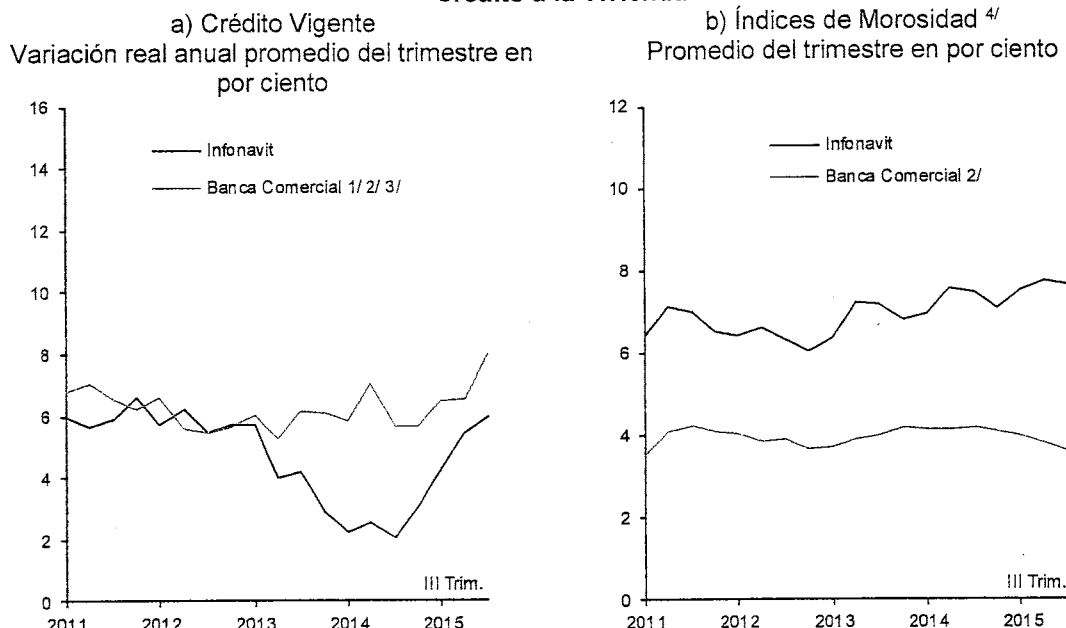 a) Crédito Vigente
Variación real anual promedio del trimestre en
por ciento
16
14
12
10
8
6
4
2
0
Infonavit
Banca Comercial 1/ 2/ 3/
III Trim.
2011 2012 2013 2014 2015
b) Índices de Morosidad 4/
Promedio del trimestre en por ciento
12
10
8
6
4
2
0
Infonavit
Banca Comercial 2/
III Trim.
2011 2012 2013 2014 2015